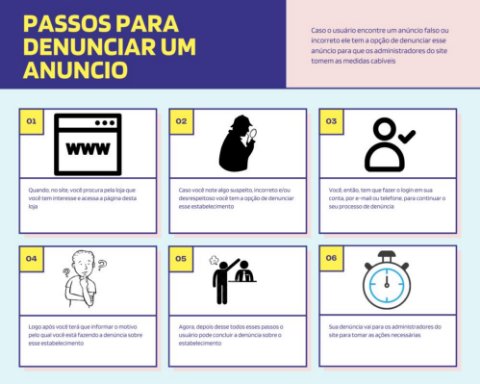 PASSOS PARA
DENUNCIAR UM
ANUNCIO
Caso o usuário encontre um anúncio falso ou
incorreto ele tem a opção de denunciar esse
anúncio para que os administradores do site
tomem as medidas cabíveis
01
WWW
Quando, no site, você procura pela loja que
você tem interesse e acessa a página desta
loja
02
Caso você note algo suspeito, incorreto e/ou
desrespeitoso você tem a opção de denunciar
esse estabelecimento
03
Você, então, tem que fazer o login em sua
conta, por e-mail ou telefone, para continuar o
seu processo de denúncia
04
Logo após você terá que informar o motivo
pelo qual você está fazendo a denúncia sobre
esse estabelecimento
05
Agora, depois desse todos esses passos o
usuário pode concluir a denúncia sobre o
estabelecimento
06
Sua denúncia vai para os administradores do
site para tomar as ações necessárias